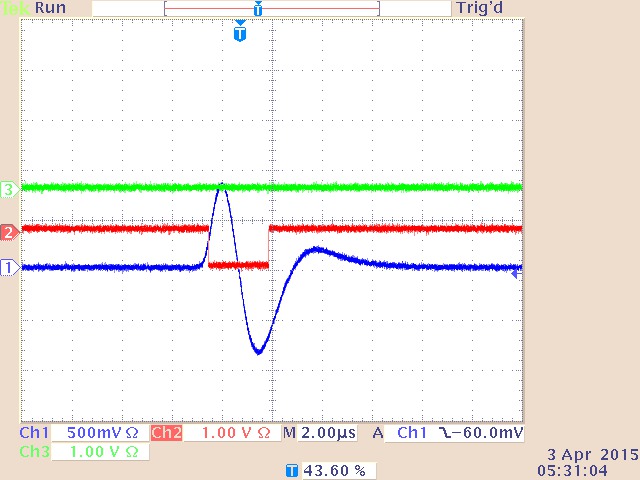 Tek Run Trig'd
T
T
3
2
1
Ch1 500mV Ω Ch2 1.00 V Ω M 2.00µs A Ch1 -60.0mV
Ch3 1.00 V Ω
T 43.60 %
3 Apr 2015
05:31:04